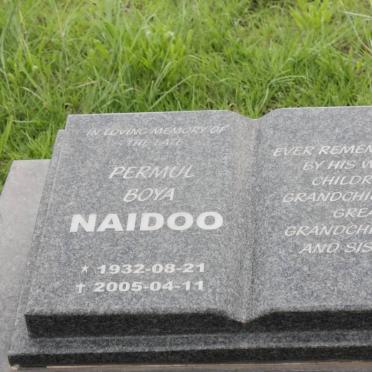 IN LOVING MEMORY OF
THE LATE
PERMUL
BOYA
NAIDOO
* 1932-08-21
† 2005-04-11
EVER REMEM
BY HIS W
CHILDR
GRANDCHI
GREA
GRANDCH
AND SIS